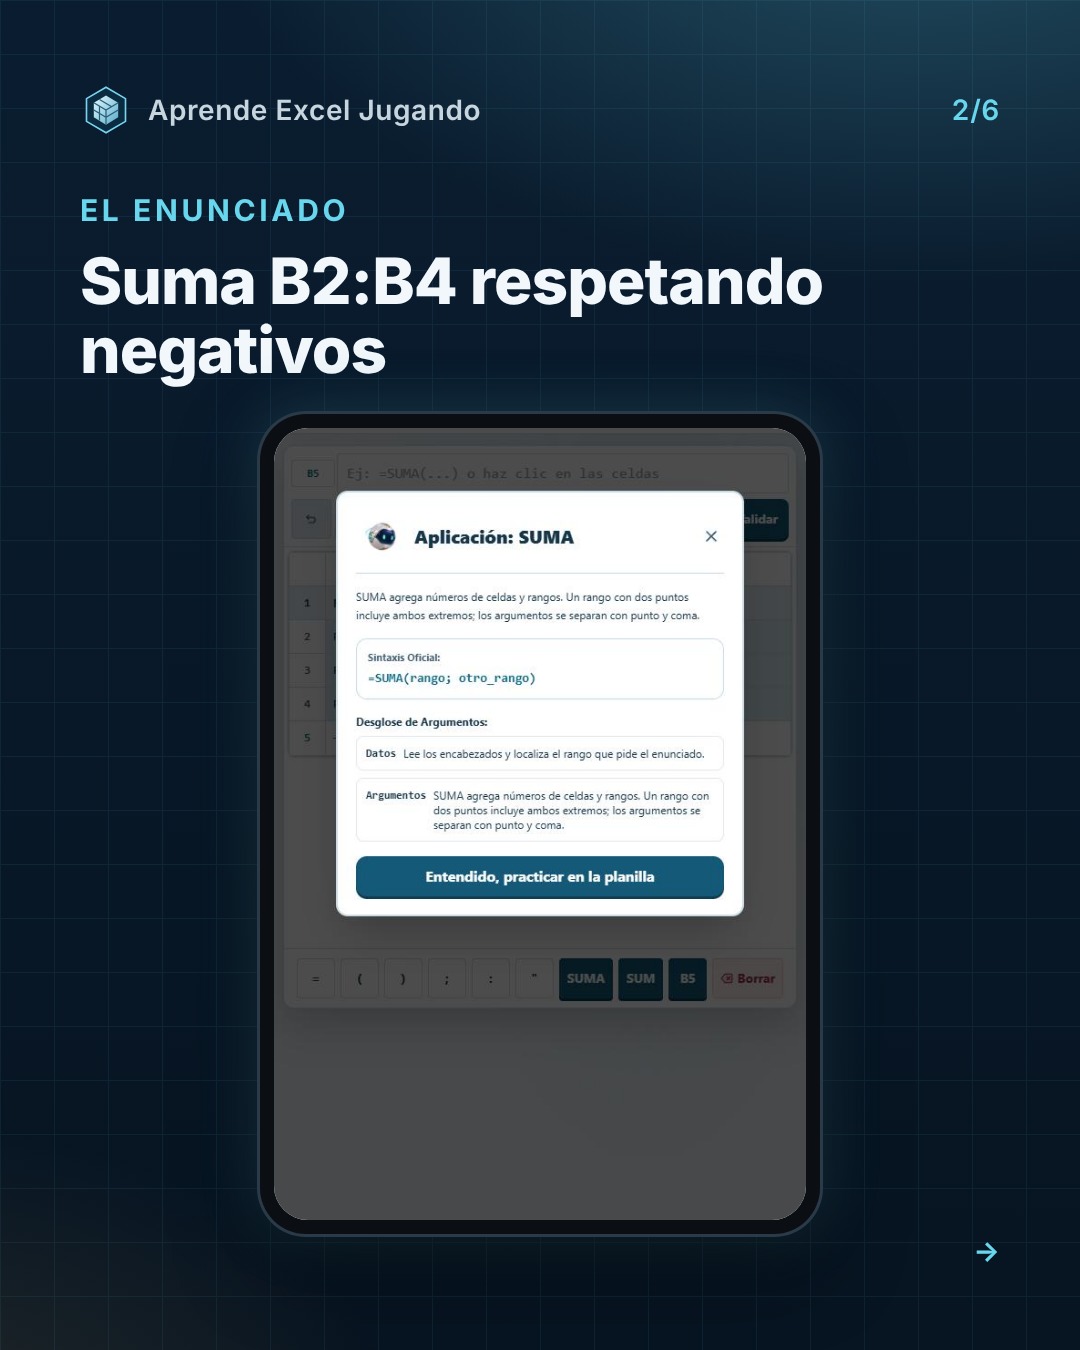 Aprende Excel Jugando
2/6
EL ENUNCIADO
Suma B2:B4 respetando
negativos
B5
Ej: =SUMA(...) o haz clic en las celdas
Aplicación: SUMA
SUMA agrega números de celdas y rangos. Un rango con dos puntos
incluye ambos extremos; los argumentos se separan con punto y coma.
Sintaxis Oficial:
=SUMA(rango; otro_rango)
Desglose de Argumentos:
Datos Lee los encabezados y localiza el rango que pide el enunciado.
Argumentos SUMA agrega números de celdas y rangos. Un rango con
dos puntos incluye ambos extremos; los argumentos se
separan con punto y coma.
Entendido, practicar en la planilla
1
2
3
4
5
= ( ) ; : " SUMA SUM B5 Borrar